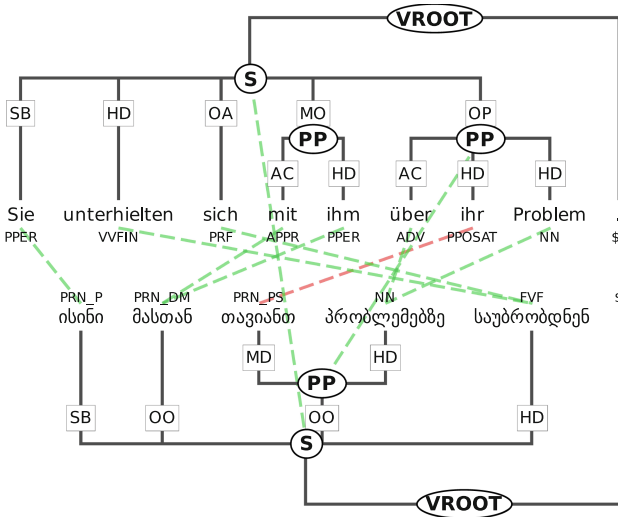 VROOT
S
SB HD OA MO OP
PP PP
AC HD AC HD HD
Sie unterhielten sich mit ihm über ihr Problem .
PPER VVFIN PRF APPR PPER ADV PPOSAT NN $
PRN_P PRN_DM PRN_PS NN FVF
ისინი მასთან თავიანთ პრობლემებზე საუბრობდნენ
MD HD
PP
SB OO OO HD
S
VROOT